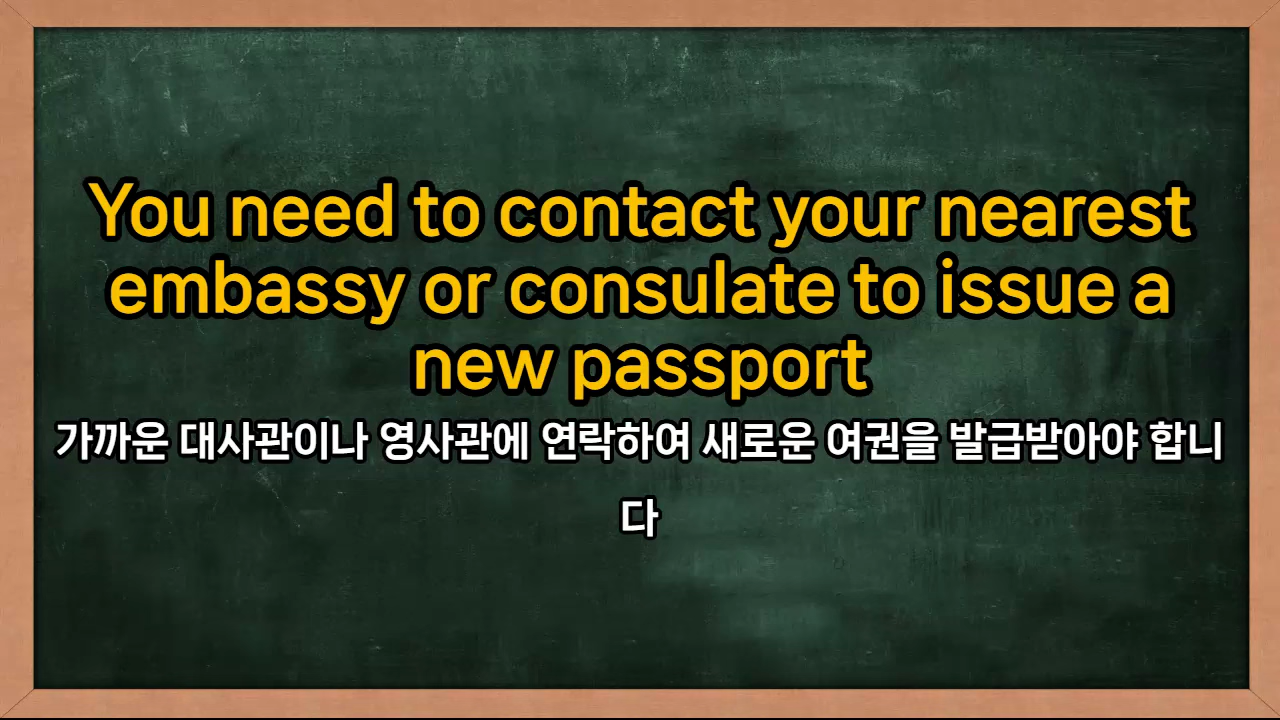 You need to contact your nearest
embassy or consulate to issue a
new passport
가까운 대사관이나 영사관에 연락하여 새로운 여권을 발급받아야 합니
다